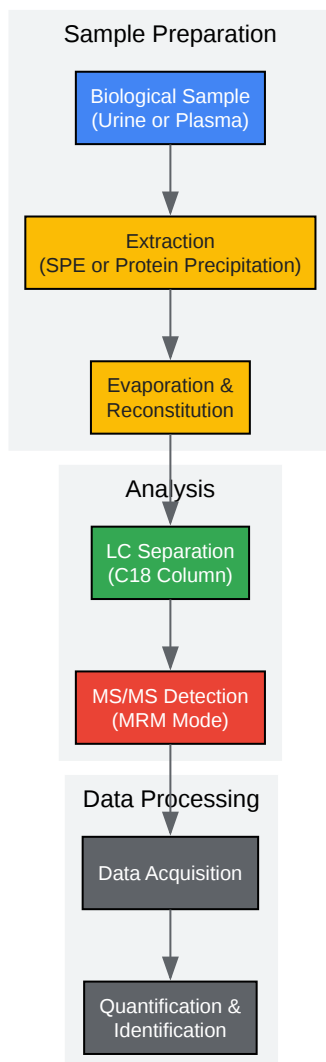 Sample Preparation
Biological Sample
(Urine or Plasma)
Extraction
(SPE or Protein Precipitation)
Evaporation &
Reconstitution
Analysis
LC Separation
(C18 Column)
MS/MS Detection
(MRM Mode)
Data Processing
Data Acquisition
Quantification &
Identification